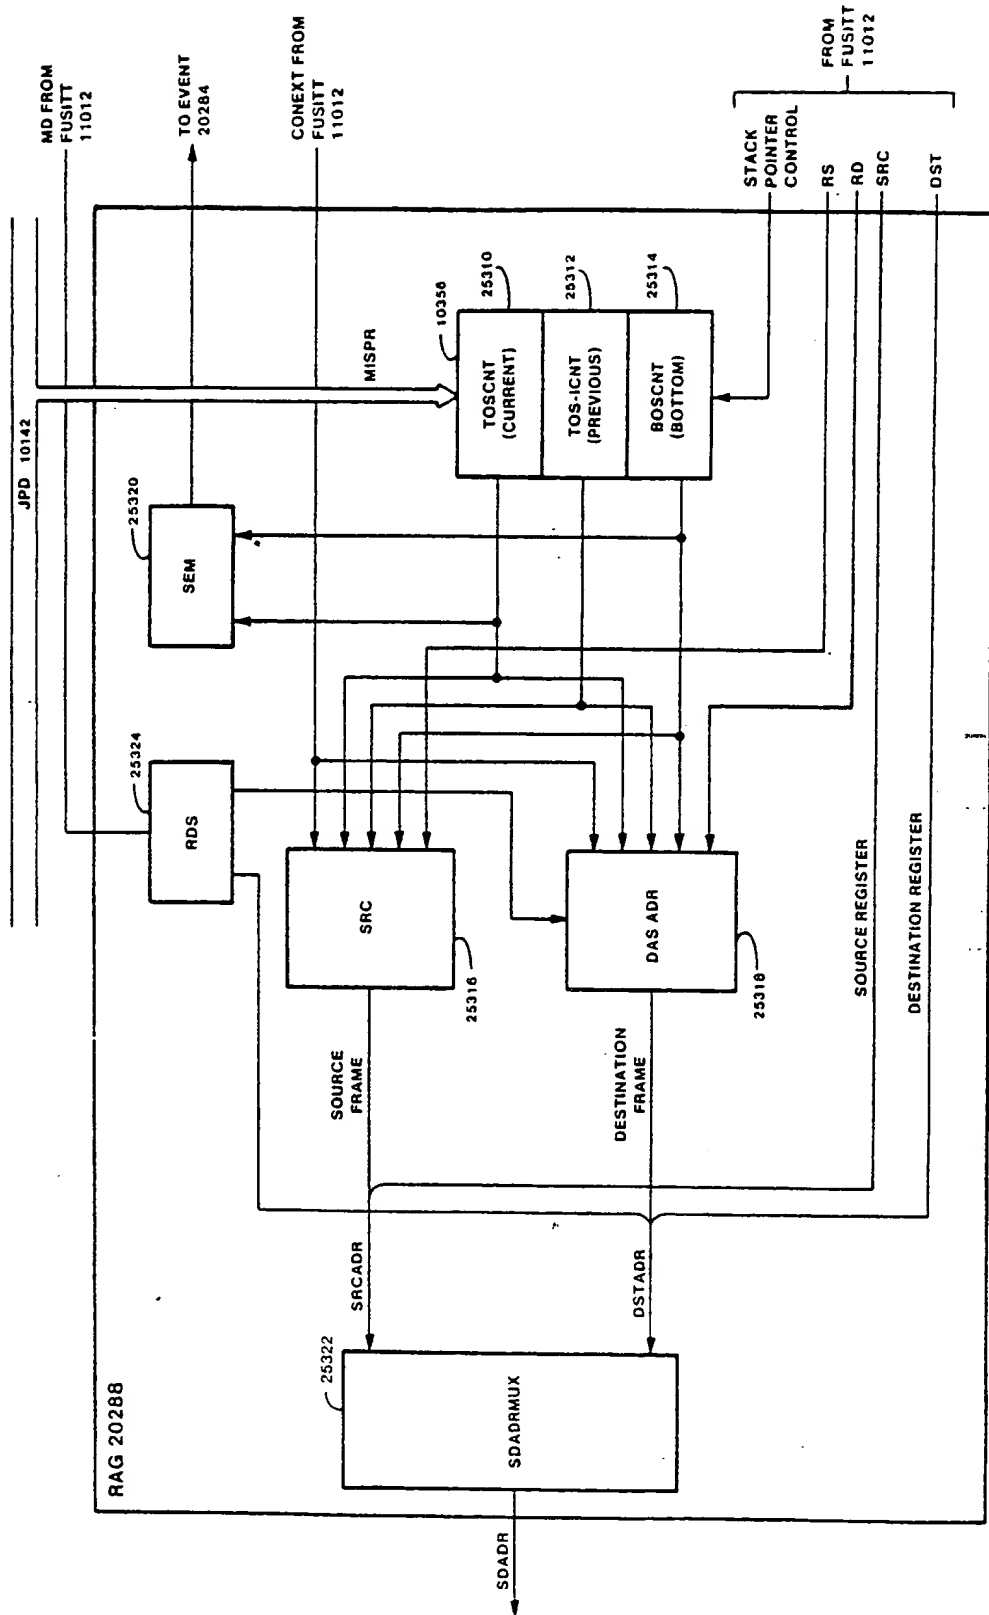 RAG 20288
JPD 10142
MD FROM
FUSITT
11012
TO EVENT
20284
CONEXT FROM
FUSITT
11012
MISPR
FROM
FUSITT
11012
STACK
POINTER
CONTROL
RS
RD
SRC
DST
25324
RDS
25320
SEM
10356
25310
TOSCNT
(CURRENT)
25312
TOS-ICNT
(PREVIOUS)
25314
BOSCNT
(BOTTOM)
SRC
25316
DAS ADR
25318
SOURCE
FRAME
DESTINATION
FRAME
SOURCE REGISTER
DESTINATION REGISTER
SRCADR
DSTADR
25322
SDADRMUX
SDADR